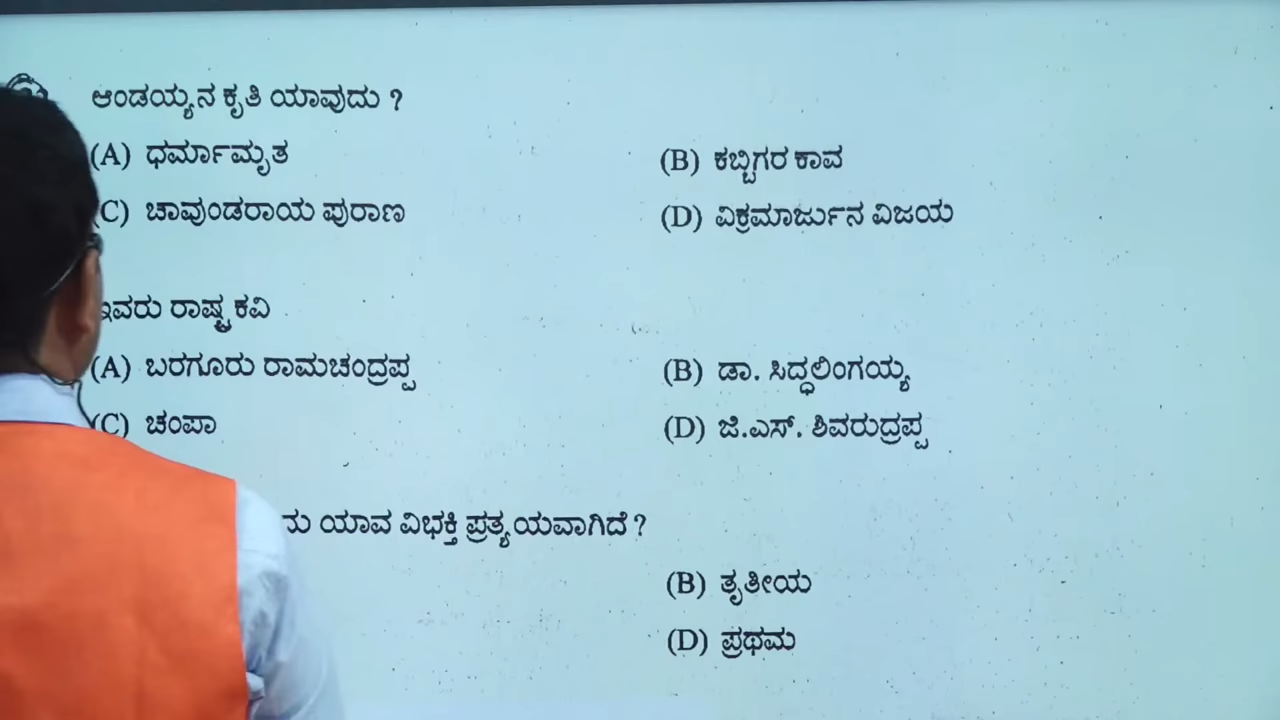 ಆಂಡಯ್ಯನ ಕೃತಿ ಯಾವುದು ?
(A) ಧರ್ಮಾಮೃತ
(B) ಕಬ್ಬಿಗರ ಕಾವ
(C) ಚಾವುಂಡರಾಯ ಪುರಾಣ
(D) ವಿಕ್ರಮಾರ್ಜುನ ವಿಜಯ
ಇವರು ರಾಷ್ಟ್ರಕವಿ
(A) ಬರಗೂರು ರಾಮಚಂದ್ರಪ್ಪ
(B) ಡಾ. ಸಿದ್ಧಲಿಂಗಯ್ಯ
(C) ಚಂಪಾ
(D) ಜಿ.ಎಸ್. ಶಿವರುದ್ರಪ್ಪ
ಯಾವ ವಿಭಕ್ತಿ ಪ್ರತ್ಯಯವಾಗಿದೆ ?
(B) ತೃತೀಯ
(D) ಪ್ರಥಮ